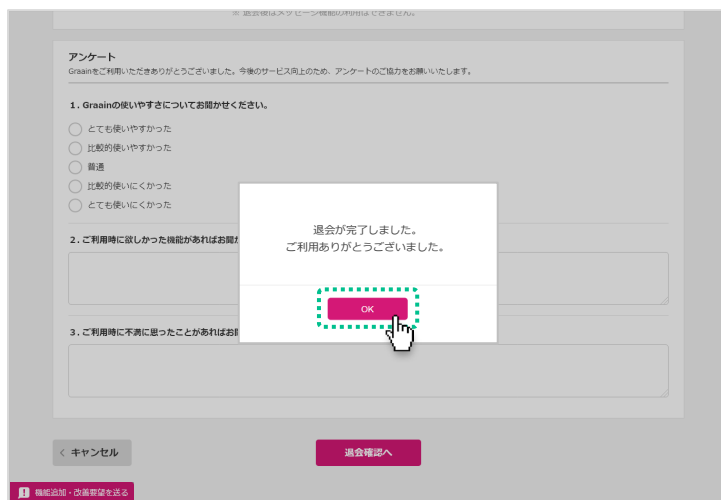 ※ 退会後はメッセージ機能の利用はできません。
アンケート
Graainをご利用いただきありがとうございました。今後のサービス向上のため、アンケートのご協力をお願いいたします。
1. Graainの使いやすさについてお聞かせください。
とても使いやすかった
比較的使いやすかった
普通
比較的使いにくかった
とても使いにくかった
退会が完了しました。
ご利用ありがとうございました。
OK
2. ご利用時に欲しかった機能があればお聞か
3. ご利用時に不満に思ったことがあればお聞
< キャンセル
退会確認へ
機能追加・改善要望を送る